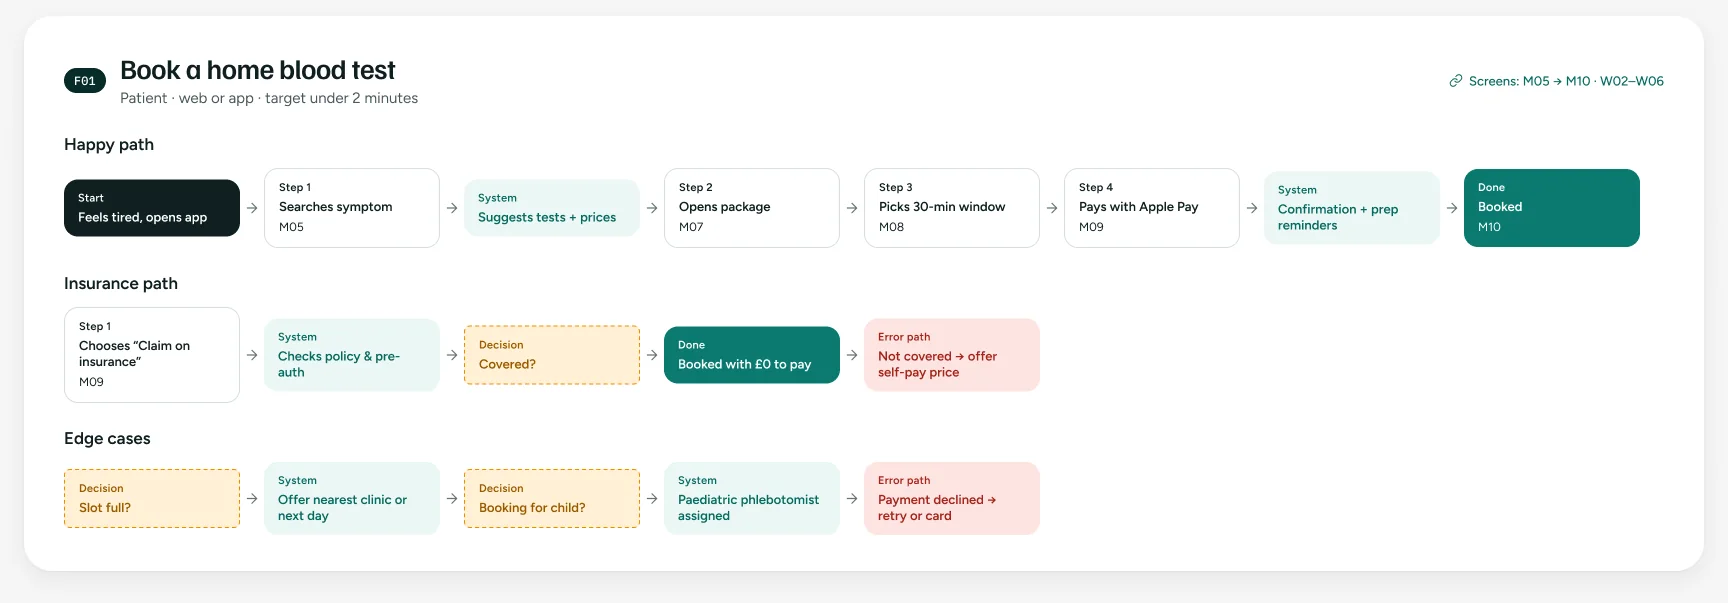 F01
Book a home blood test
Patient · web or app · target under 2 minutes
Screens: M05 → M10 · W02–W06
Happy path
Start
Feels tired, opens app
→
Step 1
Searches symptom
M05
→
System
Suggests tests + prices
→
Step 2
Opens package
M07
→
Step 3
Picks 30-min window
M08
→
Step 4
Pays with Apple Pay
M09
→
System
Confirmation + prep
reminders
→
Done
Booked
M10
Insurance path
Step 1
Chooses “Claim on
insurance”
M09
→
System
Checks policy & pre-
auth
→
Decision
Covered?
→
Done
Booked with £0 to pay
→
Error path
Not covered → offer
self-pay price
Edge cases
Decision
Slot full?
→
System
Offer nearest clinic or
next day
→
Decision
Booking for child?
→
System
Paediatric phlebotomist
assigned
→
Error path
Payment declined →
retry or card